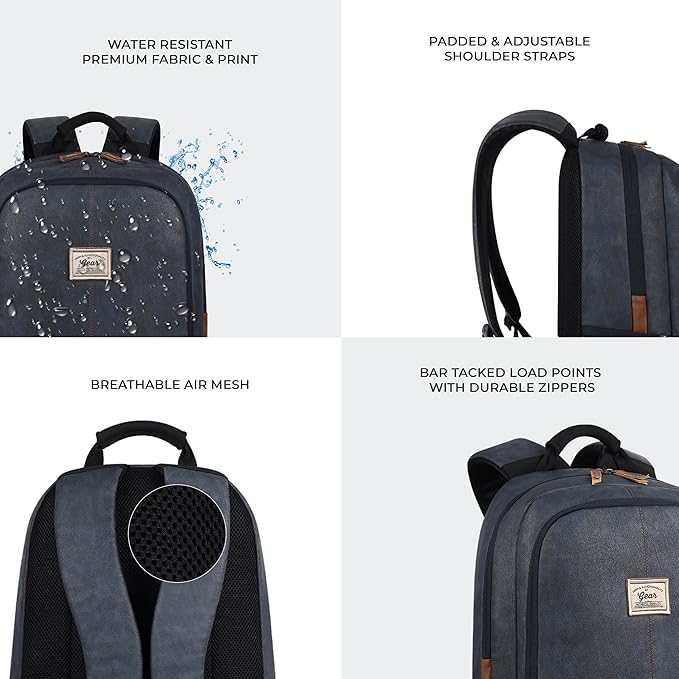 WATER RESISTANT
PREMIUM FABRIC & PRINT
PADDED & ADJUSTABLE
SHOULDER STRAPS
Gear
BREATHABLE AIR MESH
BAR TACKED LOAD POINTS
WITH DURABLE ZIPPERS
Gear